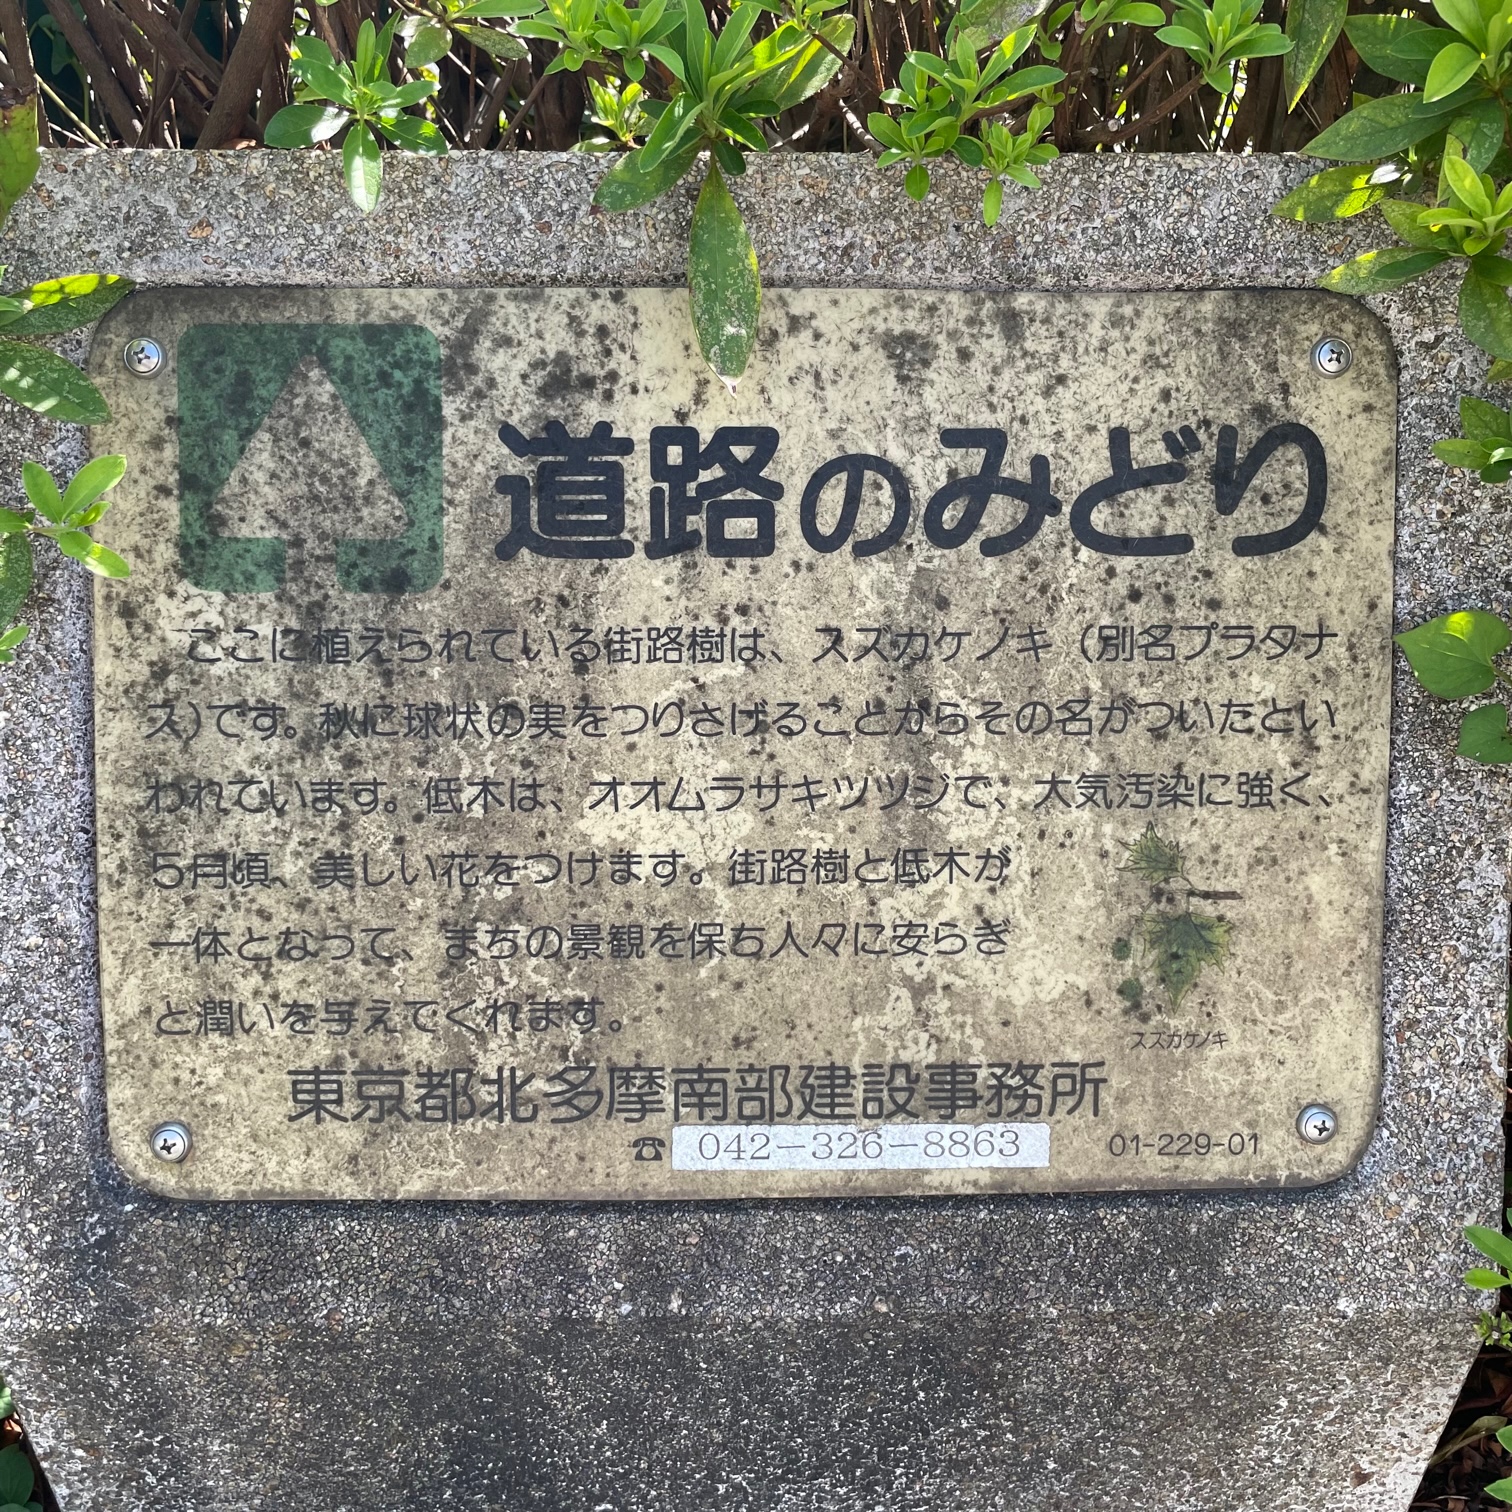 道路のみどり
ここに植えられている街路樹は、スズカケノキ（別名プラタナ
ス）です。秋に球状の実をつりさげることからその名がついたとい
われています。低木は、オオムラサキツツジで、大気汚染に強く、
5月頃、美しい花をつけます。街路樹と低木が
一体となって、まちの景観を保ち人々に安らぎ
と潤いを与えてくれます。
スズカケノキ
東京都北多摩南部建設事務所
☎ 042－326－8863
01-229-01